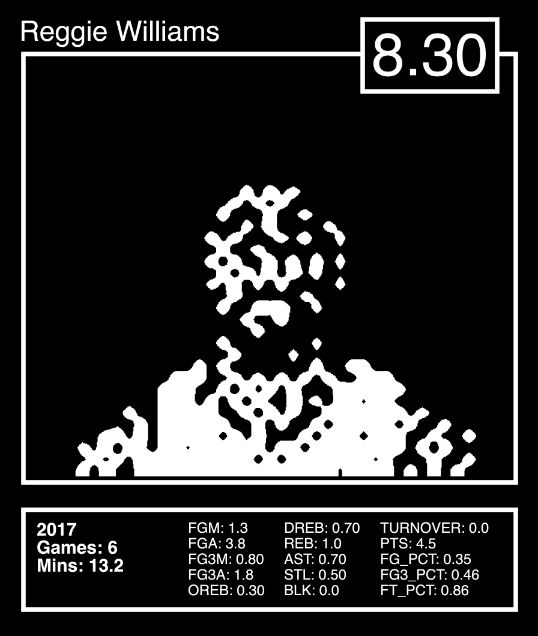 Reggie Williams
8.30
2017
Games: 6
Mins: 13.2
FGM: 1.3
FGA: 3.8
FG3M: 0.80
FG3A: 1.8
OREB: 0.30
DREB: 0.70
REB: 1.0
AST: 0.70
STL: 0.50
BLK: 0.0
TURNOVER: 0.0
PTS: 4.5
FG_PCT: 0.35
FG3_PCT: 0.46
FT_PCT: 0.86